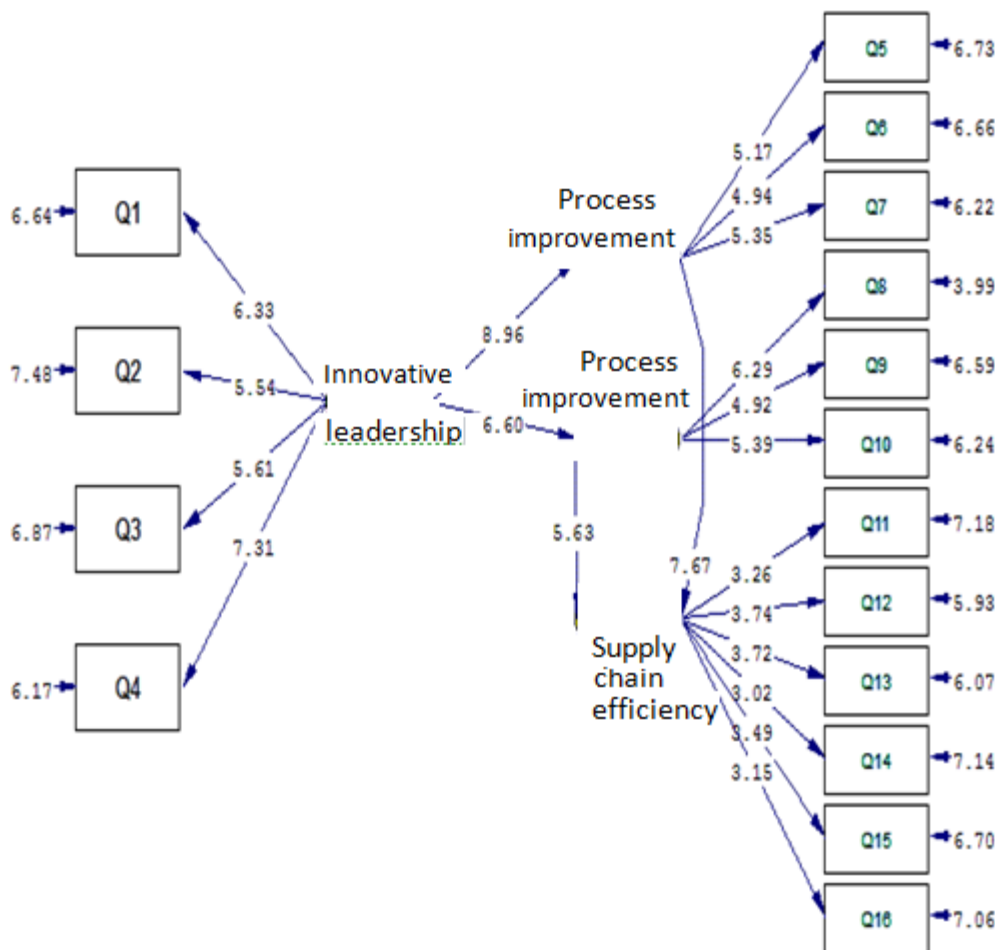 Q5
6.73
Q6
6.66
5.17
Process
4.94
Q7
6.22
6.64
Q1
improvement
5.35
Q8
3.99
6.33
8.96
Process
6.29
Q9
6.59
7.48
Q2
5.54
Innovative
improvement
4.92
leadership
6.60
5.39
Q10
6.24
5.61
Q11
7.18
6.87
Q3
7.31
5.63
7.67
3.26
Q12
5.93
3.74
Supply
3.72
chain
Q13
6.07
6.17
Q4
3.02
efficiency
3.49
Q14
7.14
3.15
Q15
6.70
Q16
7.06